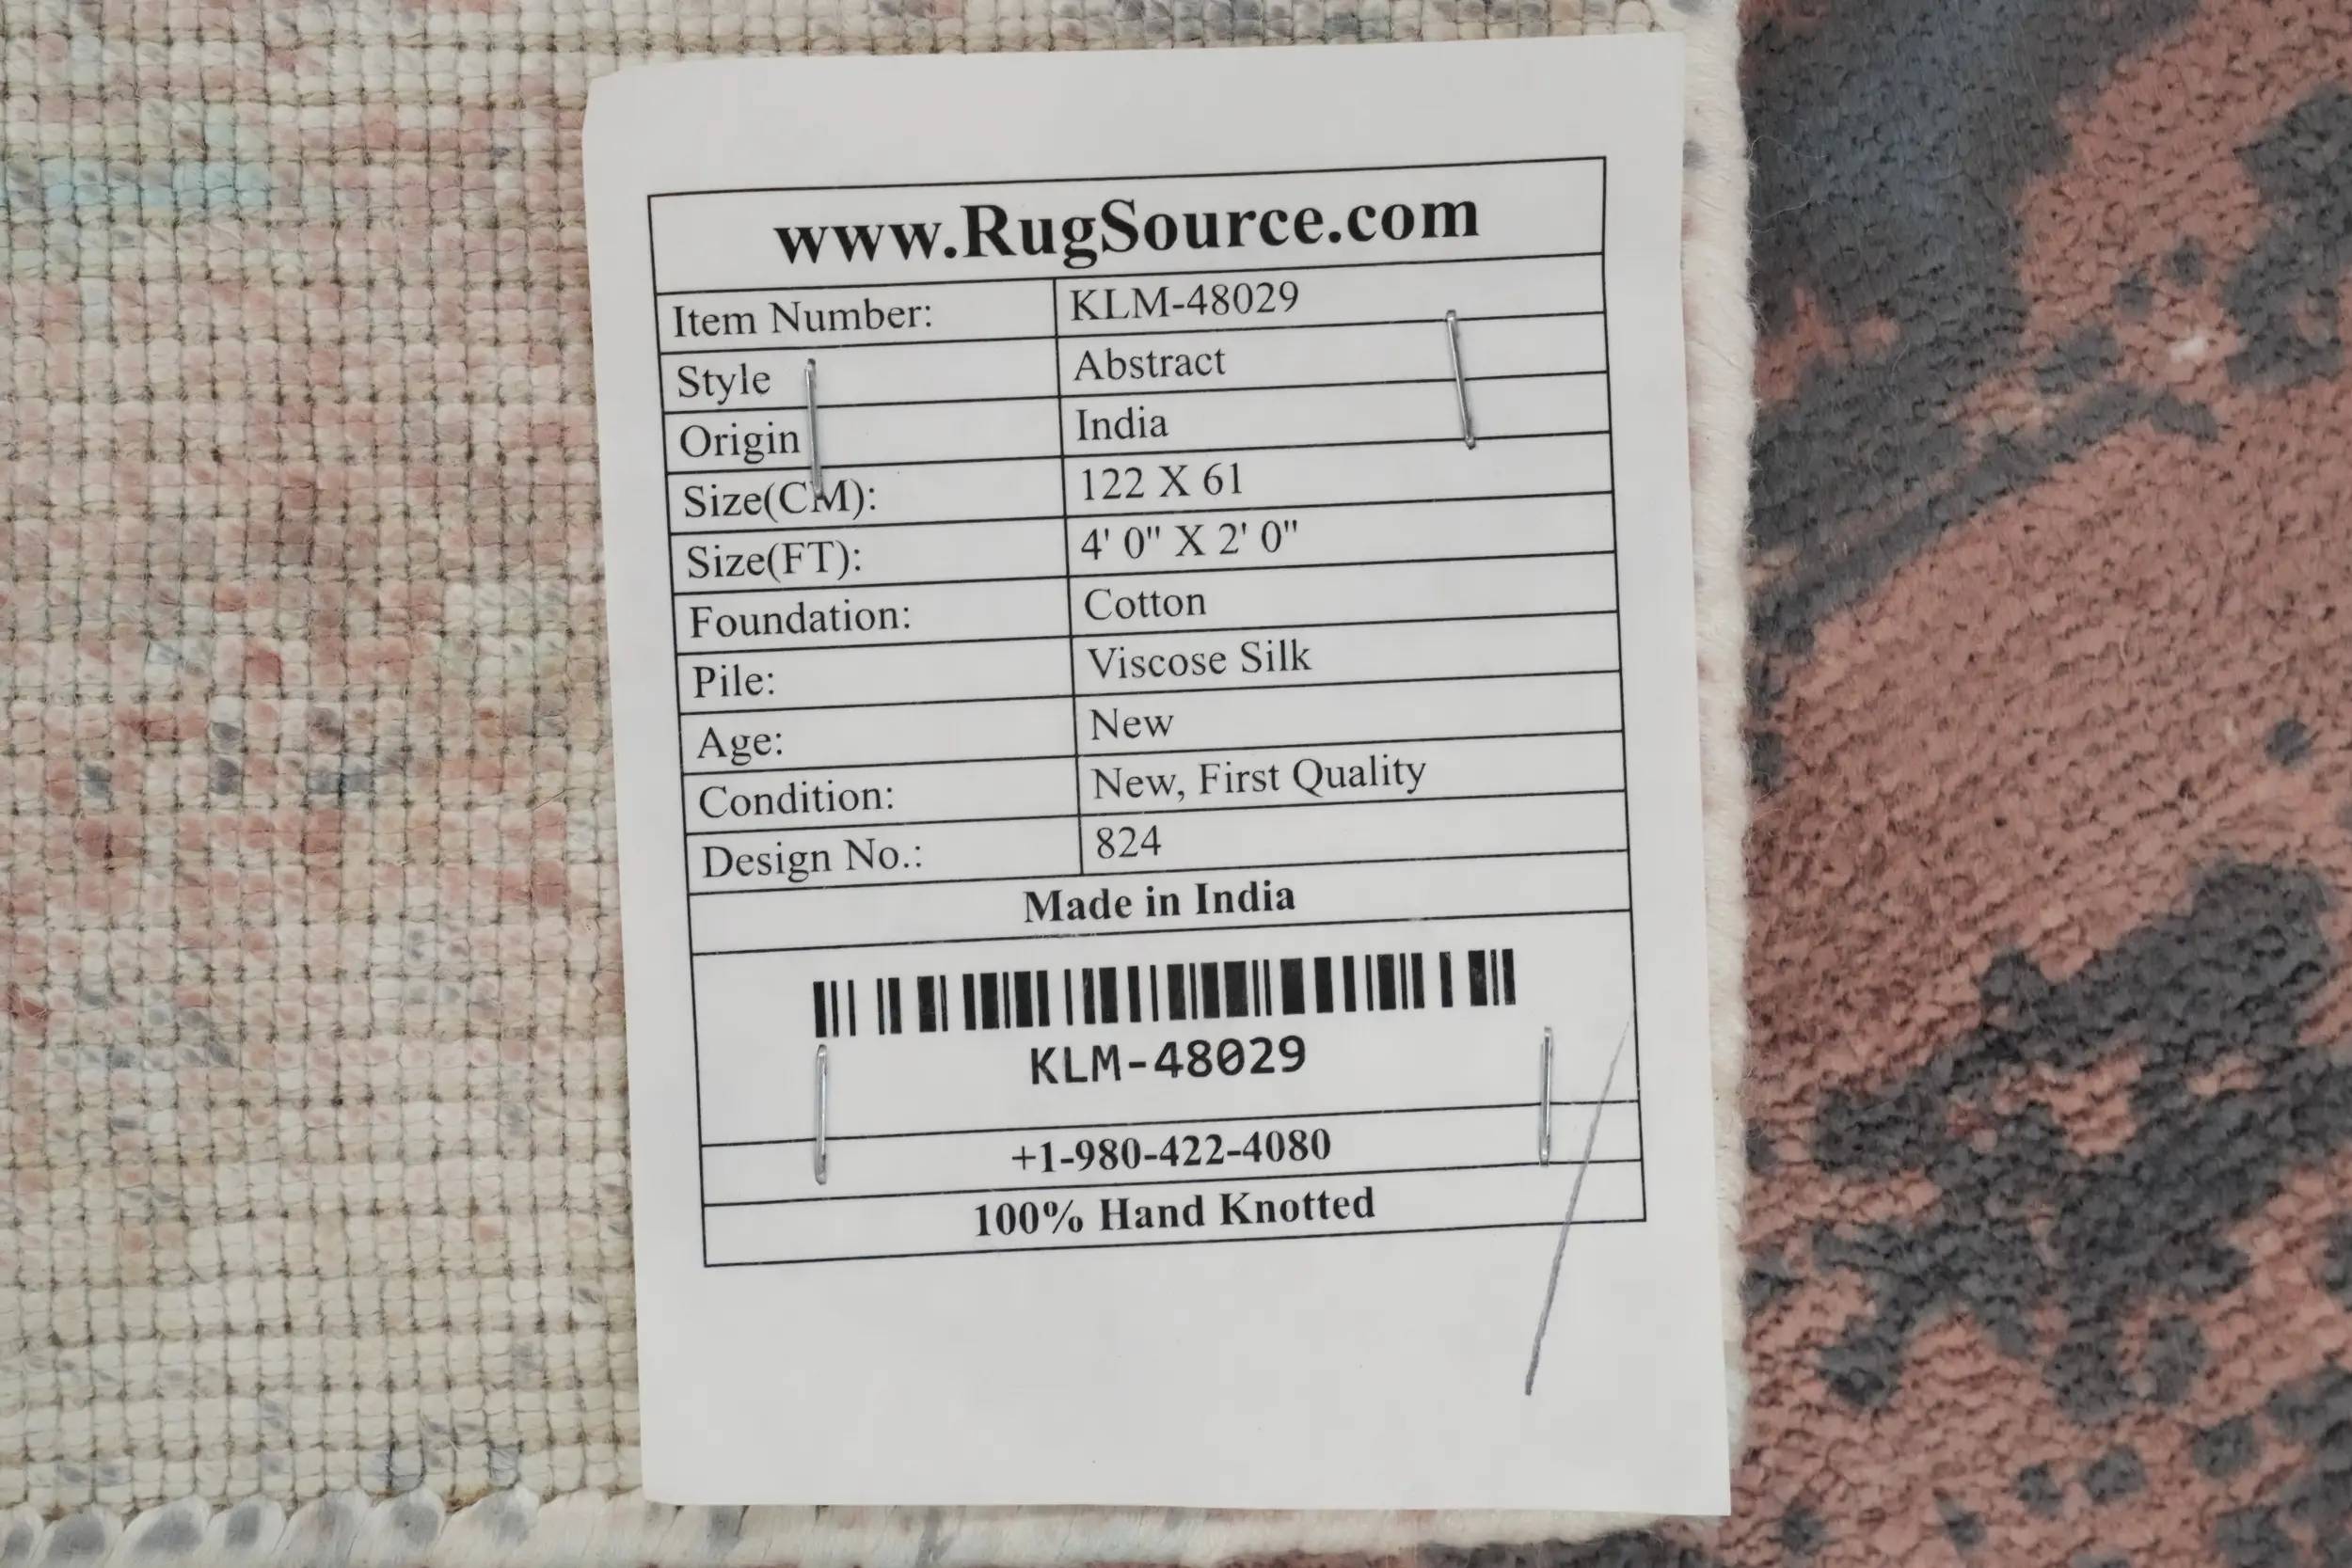 www.RugSource.com
Item Number: KLM-48029
Style Abstract
Origin India
Size(CM): 122 X 61
Size(FT): 4' 0" X 2' 0"
Foundation: Cotton
Pile: Viscose Silk
Age: New
Condition: New, First Quality
Design No.: 824
Made in India
KLM-48029
+1-980-422-4080
100% Hand Knotted